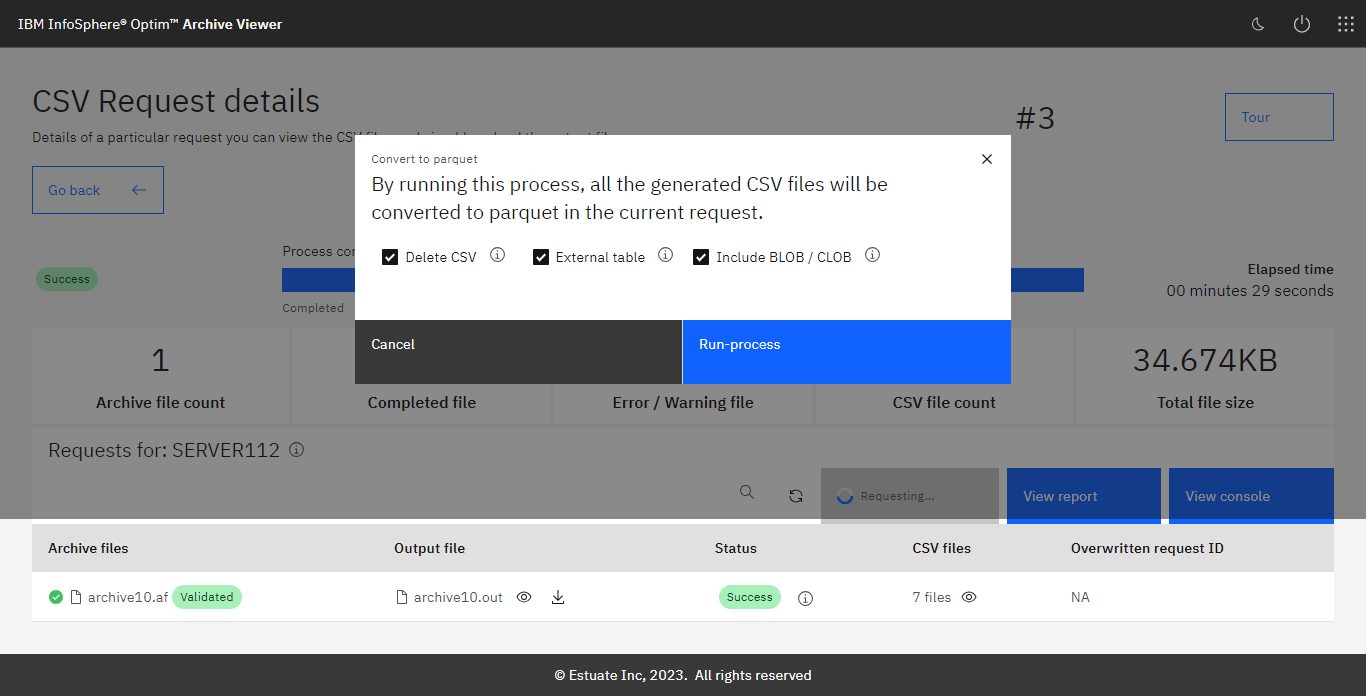 IBM InfoSphere® Optim™ Archive Viewer
CSV Request details
#3
Tour
Details of a particular request you can view the CSV
Go back
Convert to parquet
By running this process, all the generated CSV files will be
converted to parquet in the current request.
Delete CSV
External table
Include BLOB / CLOB
Cancel
Run-process
Process
Success
Completed
Elapsed time
00 minutes 29 seconds
1
Archive file count
Completed file
Error / Warning file
CSV file count
34.674KB
Total file size
Requests for: SERVER112
Requesting...
View report
View console
Archive files
Output file
Status
CSV files
Overwritten request ID
archive10.af
Validated
archive10.out
Success
7 files
NA
© Estuate Inc, 2023. All rights reserved